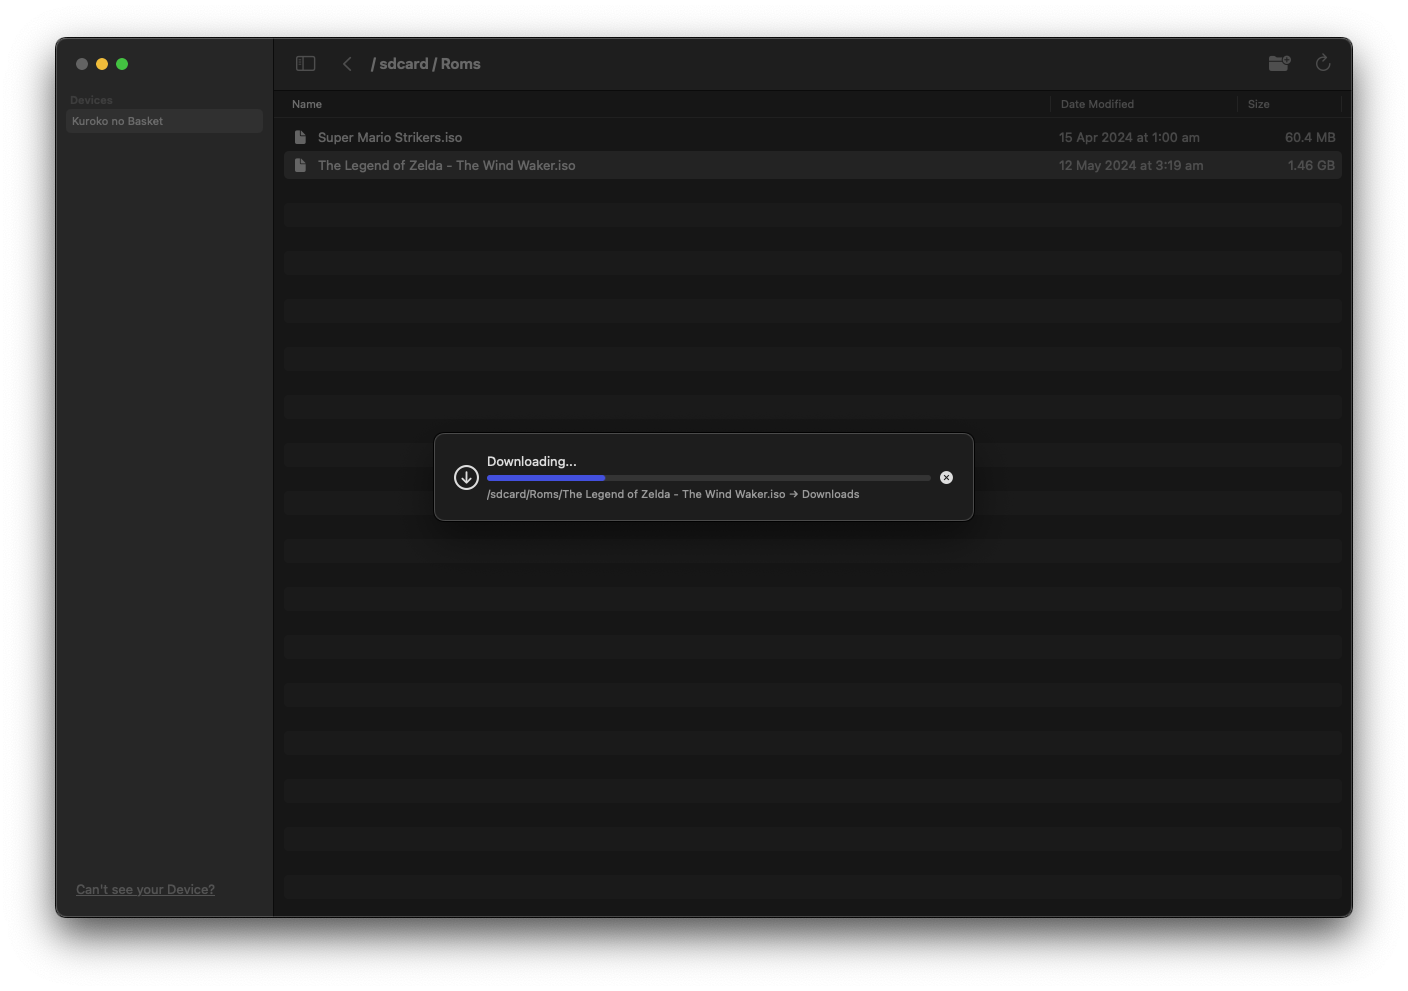 / sdcard / Roms
Devices
Kuroko no Basket
Name Date Modified Size
Super Mario Strikers.iso 15 Apr 2024 at 1:00 am 60.4 MB
The Legend of Zelda - The Wind Waker.iso 12 May 2024 at 3:19 am 1.46 GB
Downloading...
/sdcard/Roms/The Legend of Zelda - The Wind Waker.iso → Downloads
Can't see your Device?